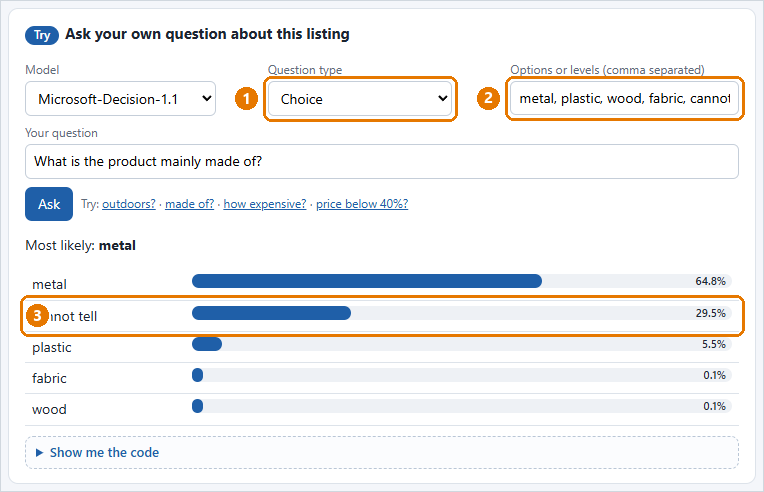 Try Ask your own question about this listing
Model Question type Options or levels (comma separated)
Microsoft-Decision-1.1 1 Choice 2 metal, plastic, wood, fabric, cannot
Your question
What is the product mainly made of?
Ask Try: outdoors? · made of? · how expensive? · price below 40%?
Most likely: metal
metal 64.8%
3 nnot tell 29.5%
plastic 5.5%
fabric 0.1%
wood 0.1%
Show me the code